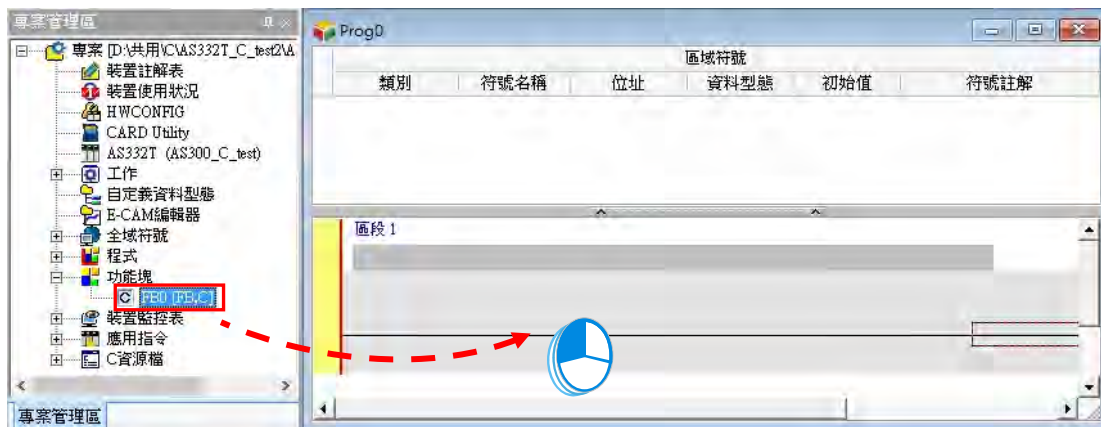 專案管理區
專案 [D:\共用\C\AS332T_C_test2\A
裝置註解表
裝置使用狀況
HWCONFIG
CARD Utility
AS332T (AS300_C_test)
工作
自定義資料型態
E-CAM編輯器
全域符號
程式
功能塊
FB0 [FB,C]
裝置監控表
應用指令
C資源檔
專案管理區
Prog0
區域符號
類別 符號名稱 位址 資料型態 初始值 符號註解
區段 1